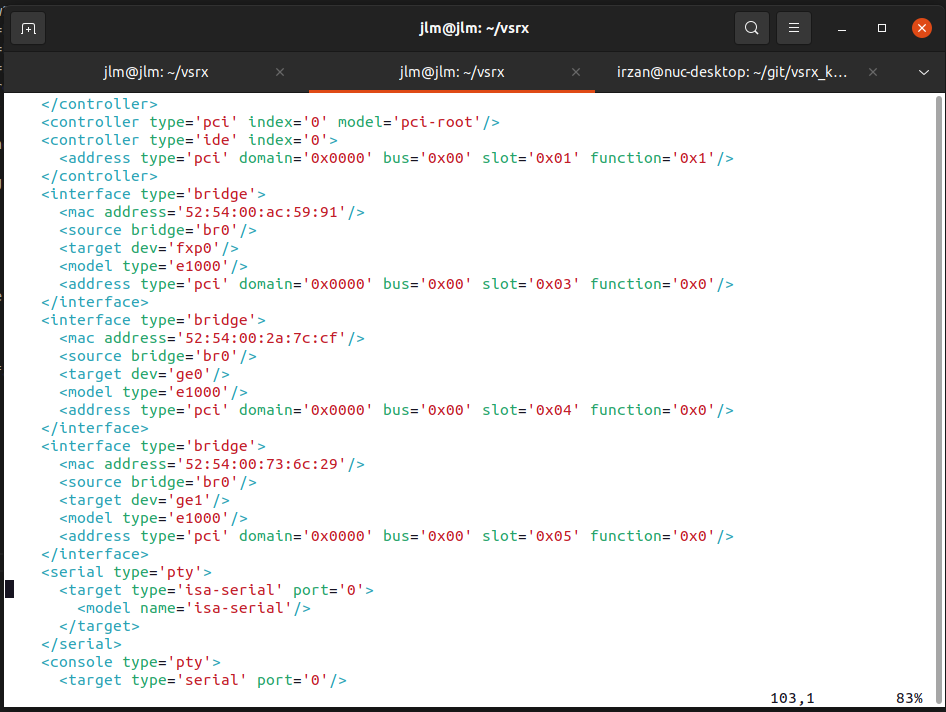 jlm@jlm: ~/vsrx
jlm@jlm: ~/vsrx
jlm@jlm: ~/vsrx
irzan@nuc-desktop: ~/git/vsrx_k…
    </controller>
    <controller type='pci' index='0' model='pci-root'/>
    <controller type='ide' index='0'>
      <address type='pci' domain='0x0000' bus='0x00' slot='0x01' function='0x1'/>
    </controller>
    <interface type='bridge'>
      <mac address='52:54:00:ac:59:91'/>
      <source bridge='br0'/>
      <target dev='fxp0'/>
      <model type='e1000'/>
      <address type='pci' domain='0x0000' bus='0x00' slot='0x03' function='0x0'/>
    </interface>
    <interface type='bridge'>
      <mac address='52:54:00:2a:7c:cf'/>
      <source bridge='br0'/>
      <target dev='ge0'/>
      <model type='e1000'/>
      <address type='pci' domain='0x0000' bus='0x00' slot='0x04' function='0x0'/>
    </interface>
    <interface type='bridge'>
      <mac address='52:54:00:73:6c:29'/>
      <source bridge='br0'/>
      <target dev='ge1'/>
      <model type='e1000'/>
      <address type='pci' domain='0x0000' bus='0x00' slot='0x05' function='0x0'/>
    </interface>
    <serial type='pty'>
      <target type='isa-serial' port='0'>
        <model name='isa-serial'/>
      </target>
    </serial>
    <console type='pty'>
      <target type='serial' port='0'/>
103,1 83%